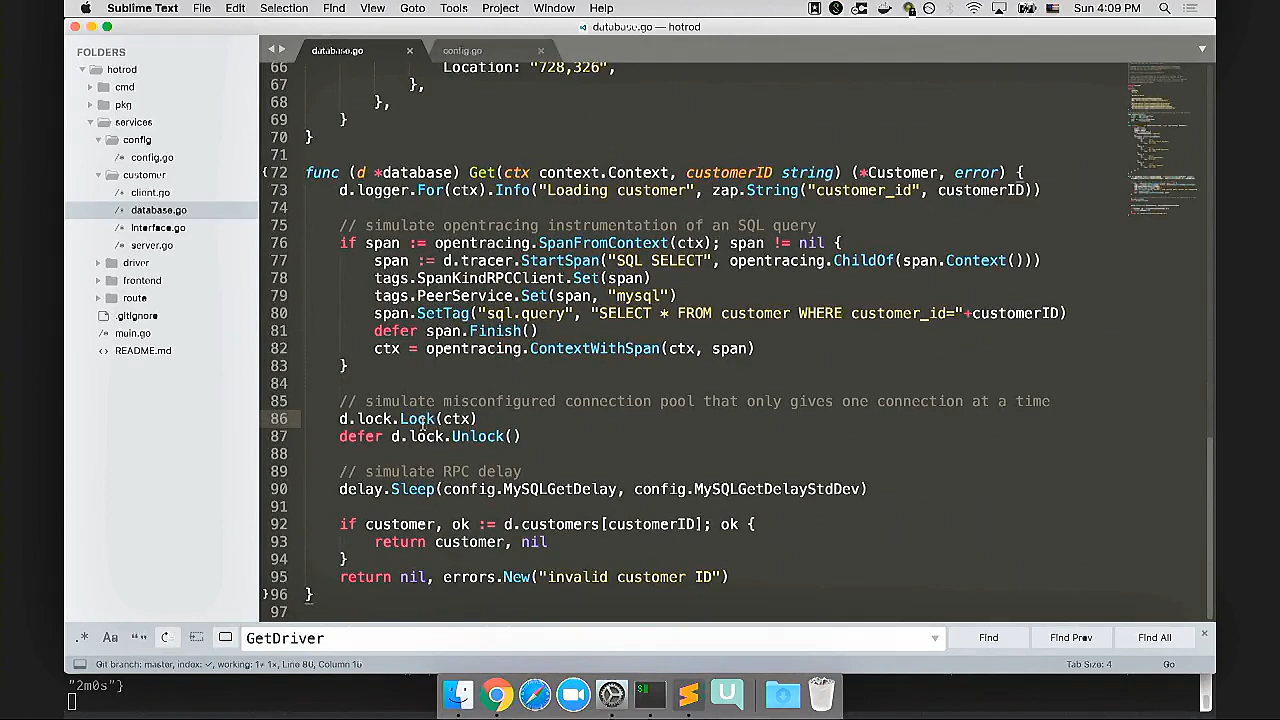 Sublime Text File Edit Selection Find View Goto Tools Project Window Help Sun 4:09 PM
database.go — hotrod
FOLDERS
hotrod
cmd
pkg
services
config
config.go
customer
client.go
database.go
interface.go
server.go
driver
frontend
route
.gitignore
main.go
README.md
database.go
config.go
66 Location: "728,326",
67 },
68 },
69 }
70 }
71
72 func (d *database) Get(ctx context.Context, customerID string) (*Customer, error) {
73 d.logger.For(ctx).Info("Loading customer", zap.String("customer_id", customerID))
74
75 // simulate opentracing instrumentation of an SQL query
76 if span := opentracing.SpanFromContext(ctx); span != nil {
77 span := d.tracer.StartSpan("SQL SELECT", opentracing.ChildOf(span.Context()))
78 tags.SpanKindRPCClient.Set(span)
79 tags.PeerService.Set(span, "mysql")
80 span.SetTag("sql.query", "SELECT * FROM customer WHERE customer_id="+customerID)
81 defer span.Finish()
82 ctx = opentracing.ContextWithSpan(ctx, span)
83 }
84
85 // simulate misconfigured connection pool that only gives one connection at a time
86 d.lock.Lock(ctx)
87 defer d.lock.Unlock()
88
89 // simulate RPC delay
90 delay.Sleep(config.MySQLGetDelay, config.MySQLGetDelayStdDev)
91
92 if customer, ok := d.customers[customerID]; ok {
93 return customer, nil
94 }
95 return nil, errors.New("invalid customer ID")
96 }
97
.* Aa “” GetDriver Find Find Prev Find All
Git branch: master, index: ✓, working: 1≠ 1×, Line 86, Column 16 Tab Size: 4 Go
"2m0s"}